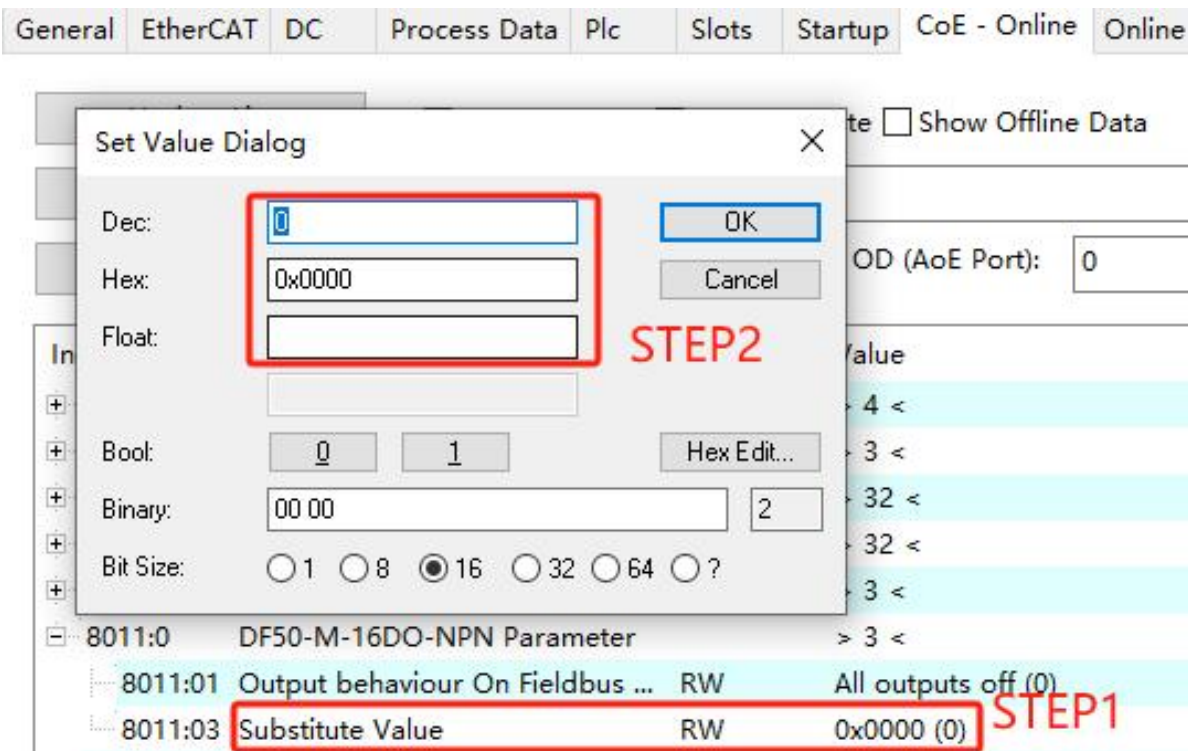 General EtherCAT DC Process Data Plc Slots Startup CoE - Online Online
te Show Offline Data
Set Value Dialog
Dec: 0 OK
OD (AoE Port): 0
Hex: 0x0000 Cancel
Float:
STEP2
In Value
> 4 <
Bool: 0 1 Hex Edit...
> 3 <
Binary: 00 00 2
> 32 <
> 32 <
Bit Size: 1 8 16 32 64 ?
> 3 <
8011:0 DF50-M-16DO-NPN Parameter > 3 <
8011:01 Output behaviour On Fieldbus ... RW All outputs off (0)
STEP1
8011:03 Substitute Value RW 0x0000 (0)